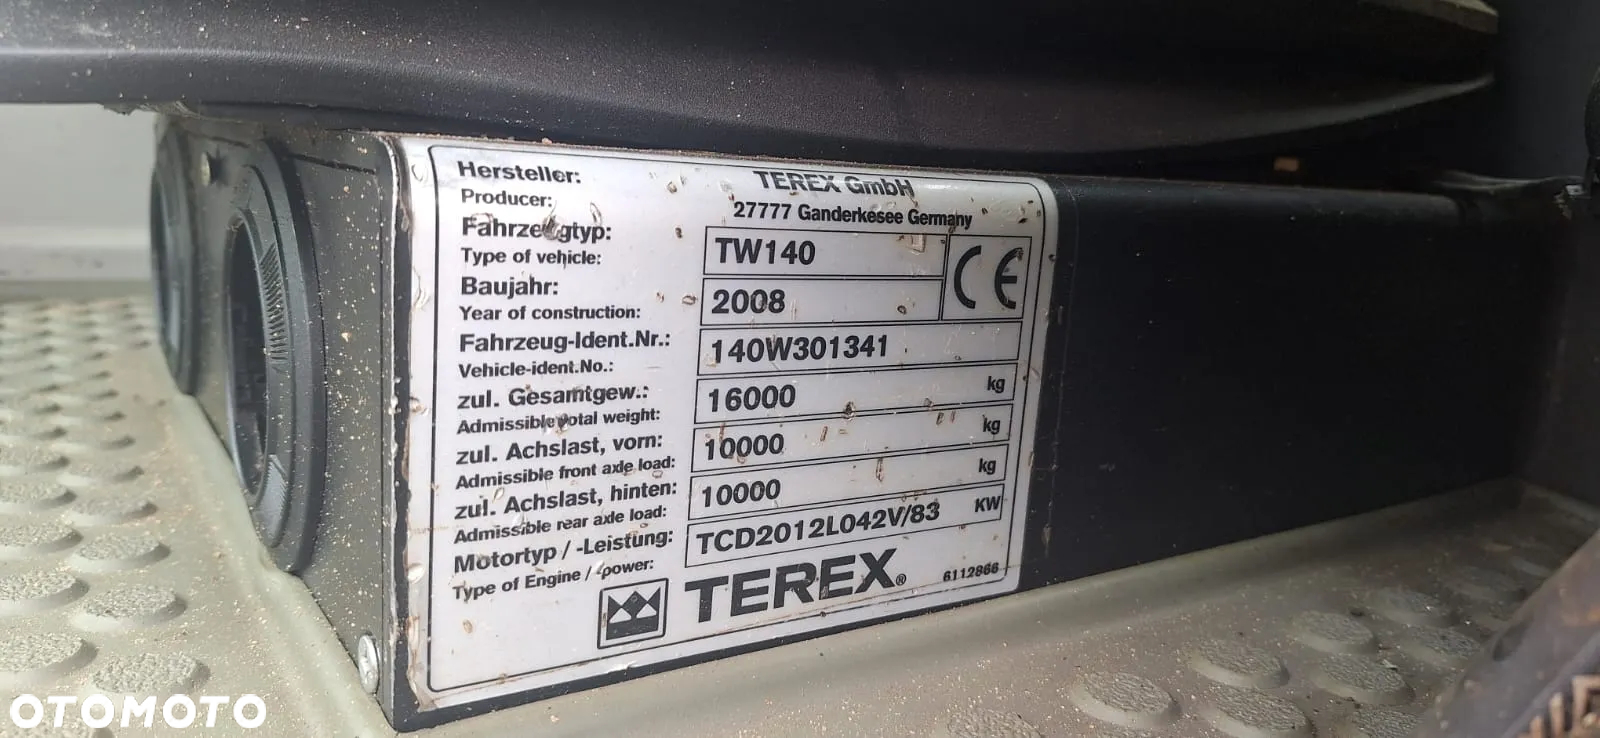 Hersteller:
Producer:
TEREX GmbH
27777 Ganderkesee Germany
Fahrzeugtyp:
Type of vehicle:
TW140
CE
Baujahr:
Year of construction:
2008
Fahrzeug-Ident.Nr.:
Vehicle-ident.No.:
140W301341
zul. Gesamtgew.:
Admissible total weight:
16000 kg
zul. Achslast, vorn:
Admissible front axle load:
10000 kg
zul. Achslast, hinten:
Admissible rear axle load:
10000 kg
Motortyp / -Leistung:
Type of Engine / -power:
TCD2012L042V/83 KW
TEREX®
6112866
OTOMOTO